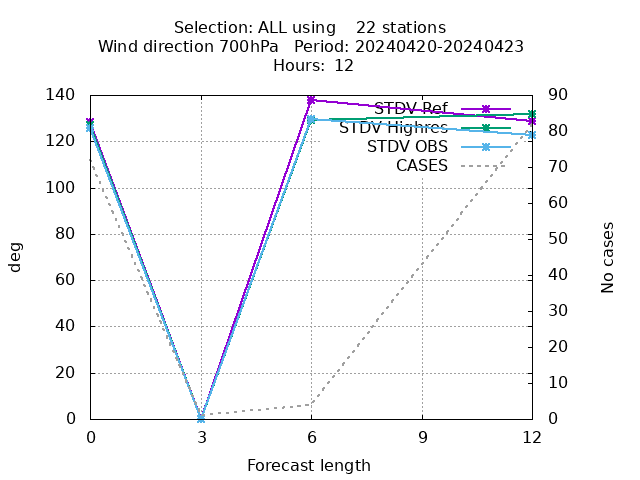 Selection: ALL using    22 stations
Wind direction 700hPa   Period: 20240420-20240423
Hours:  12
140
120
100
80
60
40
20
0
90
80
70
60
50
40
30
20
10
0
deg
No cases
STDV Ref
STDV Highres
STDV OBS
CASES
0
3
6
9
12
Forecast length